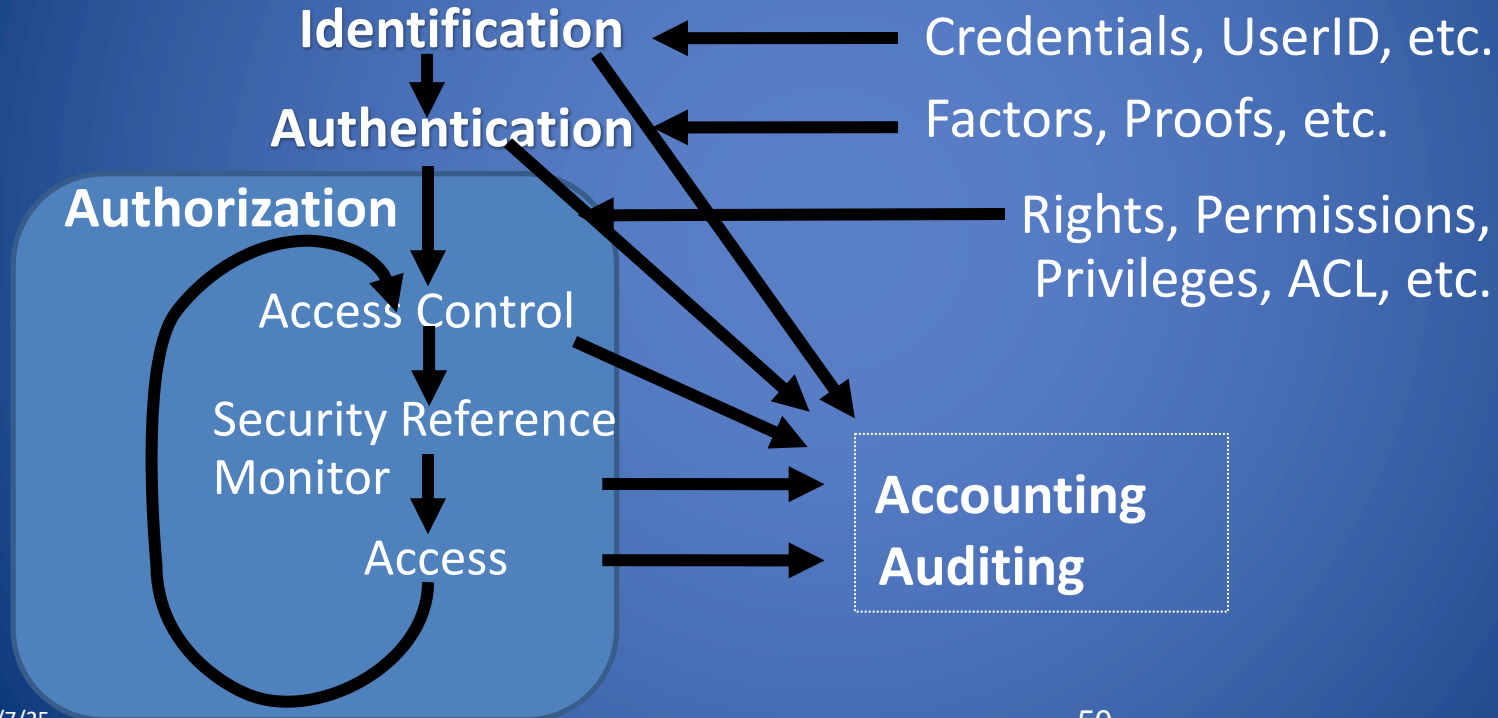 Identification
Credentials, UserID, etc.
Authentication
Factors, Proofs, etc.
Authorization
Rights, Permissions,
Privileges, ACL, etc.
Access Control
Security Reference
Monitor
Access
Accounting
Auditing